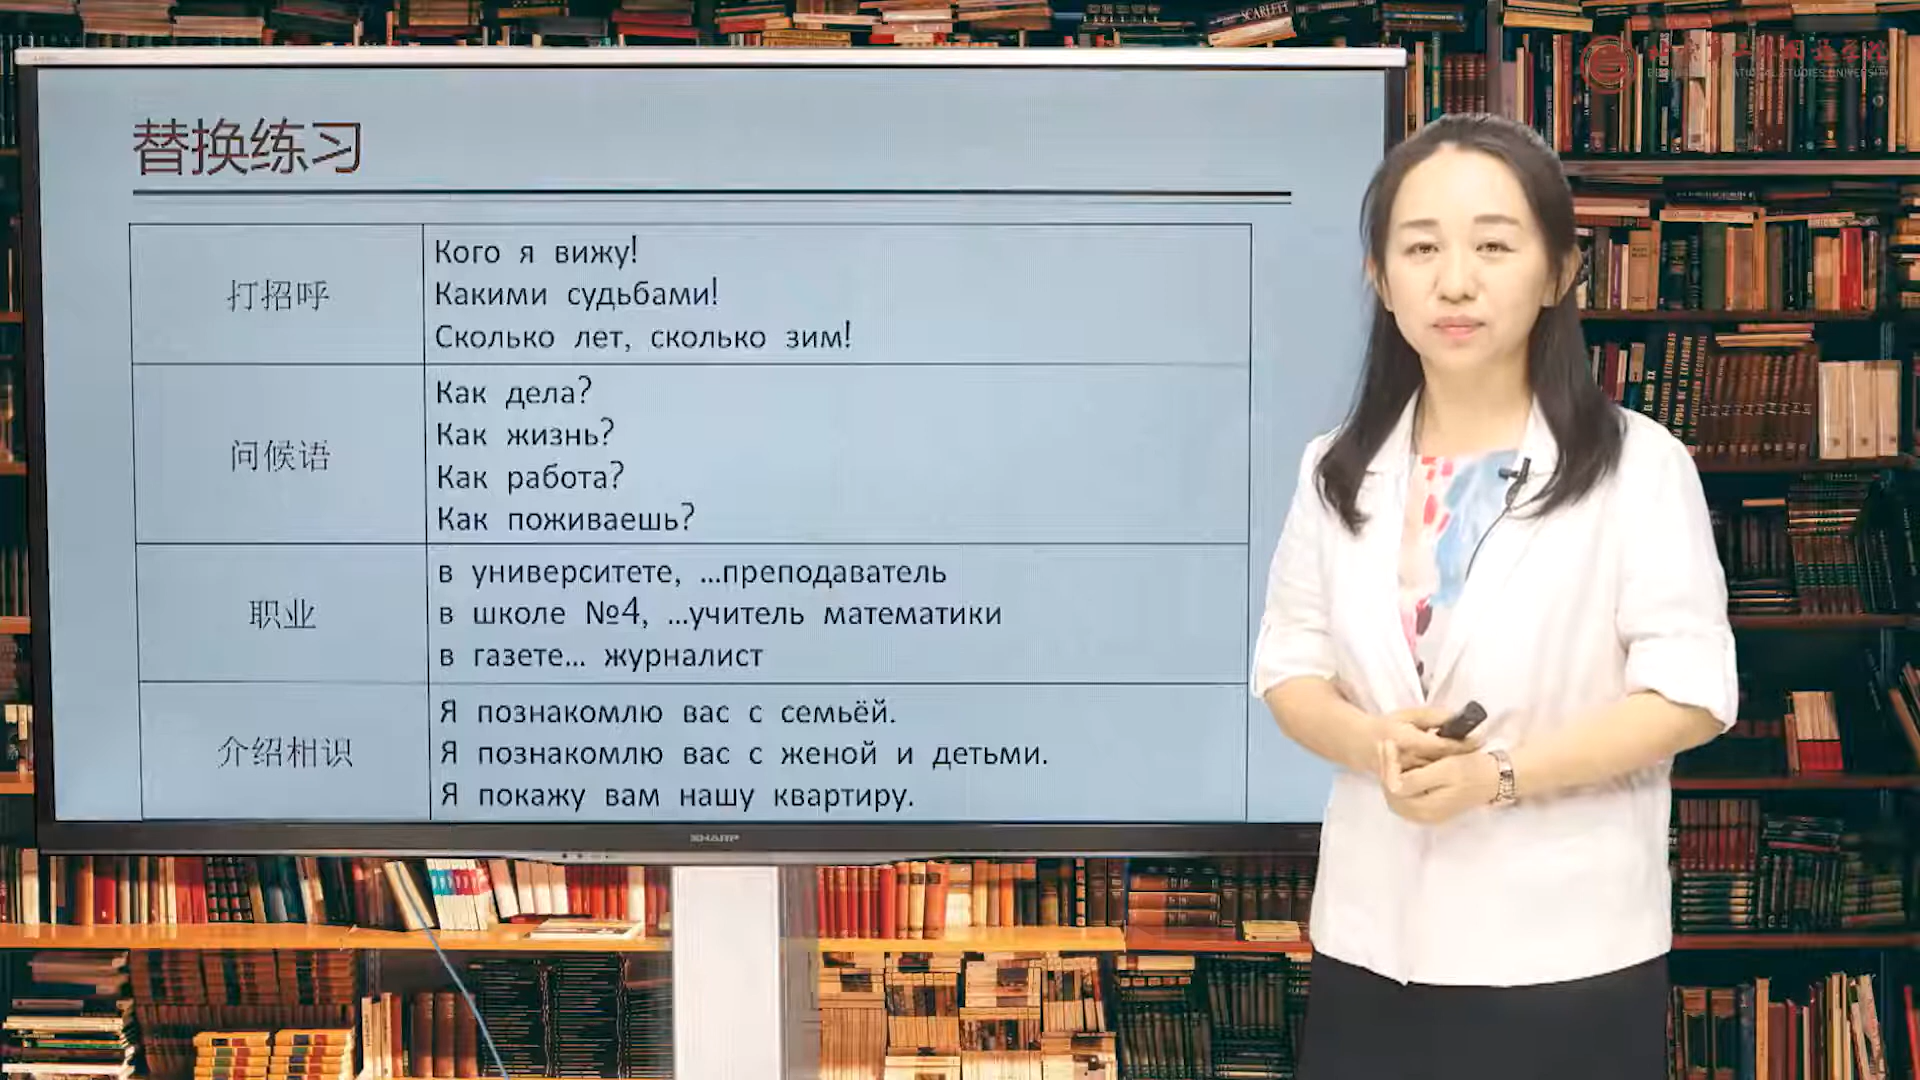 替换练习
打招呼
Кого я вижу!
Какими судьбами!
Сколько лет, сколько зим!
问候语
Как дела?
Как жизнь?
Как работа?
Как поживаешь?
职业
в университете, ...преподаватель
в школе №4, ...учитель математики
в газете... журналист
介绍相识
Я познакомлю вас с семьёй.
Я познакомлю вас с женой и детьми.
Я покажу вам нашу квартиру.
SHARP
SCARLETT